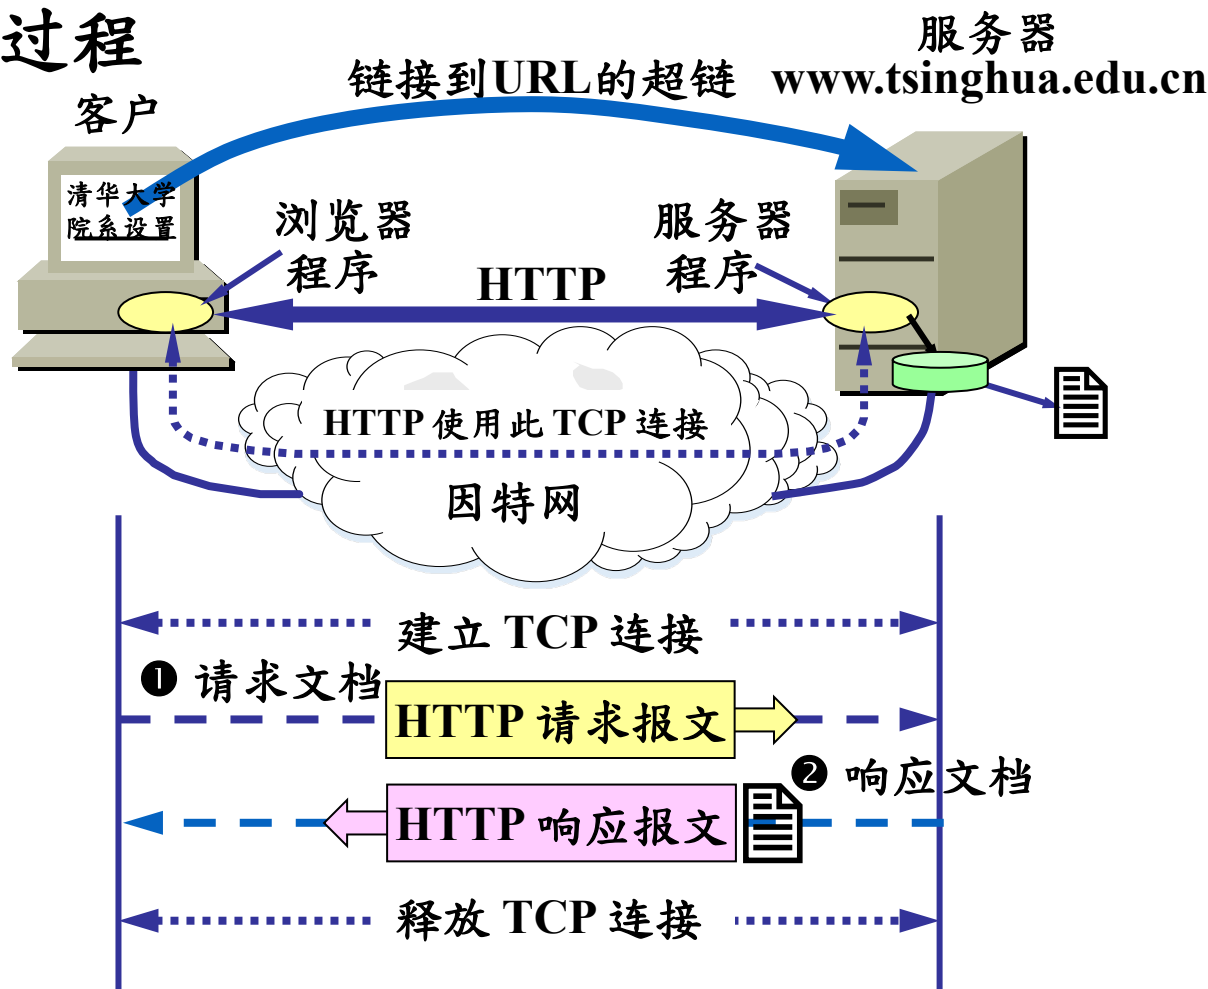 过程
服务器
www.tsinghua.edu.cn
链接到URL的超链
客户
清华大学
院系设置
浏览器
程序
服务器
程序
HTTP
HTTP 使用此 TCP 连接
因特网
建立 TCP 连接
❶ 请求文档
HTTP 请求报文
❷ 响应文档
HTTP 响应报文
释放 TCP 连接